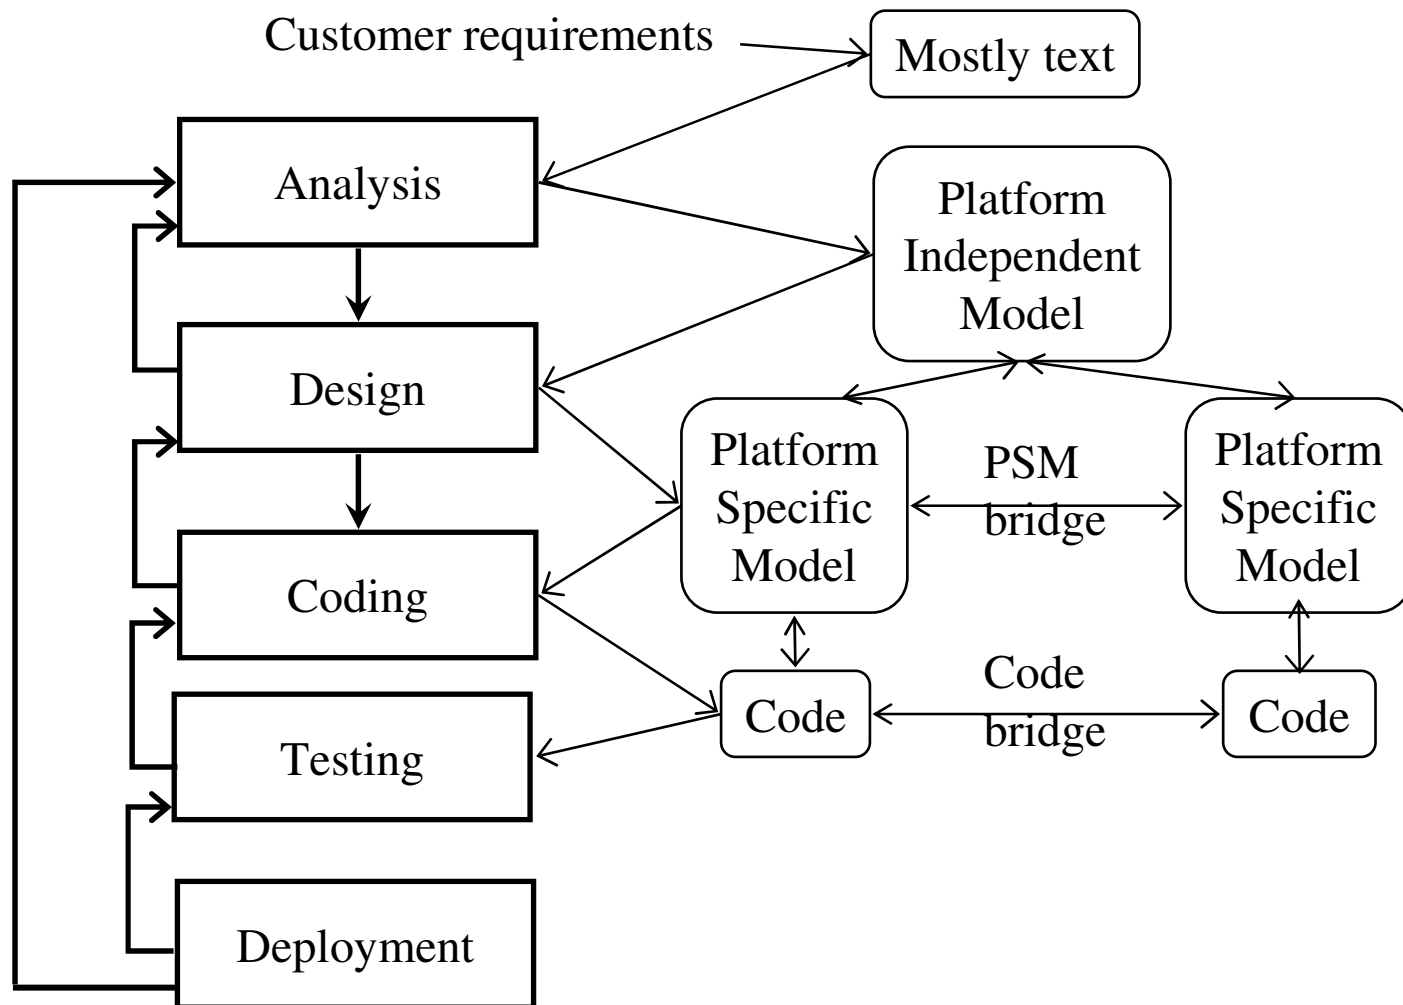 Customer requirements
Mostly text
Analysis
Platform
Independent
Model
Design
Platform
Specific
Model
PSM
bridge
Platform
Specific
Model
Coding
Code
Code
bridge
Code
Testing
Deployment